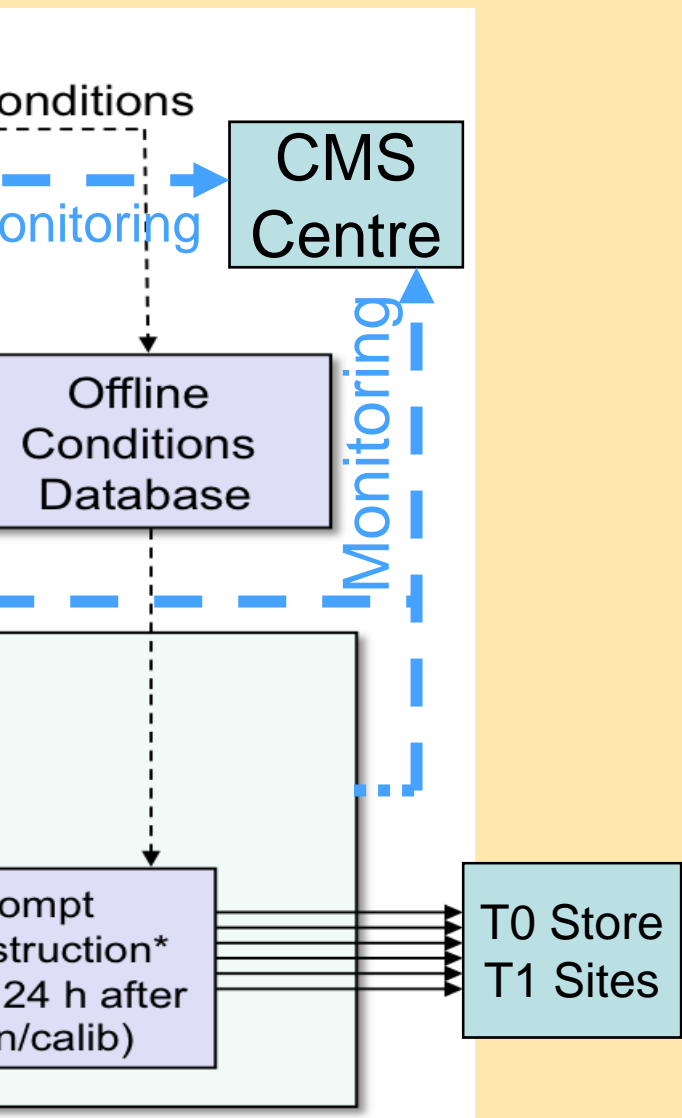 onditions
CMS
Centre
onitoring
Monitoring
Offline
Conditions
Database
ompt
struction*
24 h after
n/calib)
T0 Store
T1 Sites